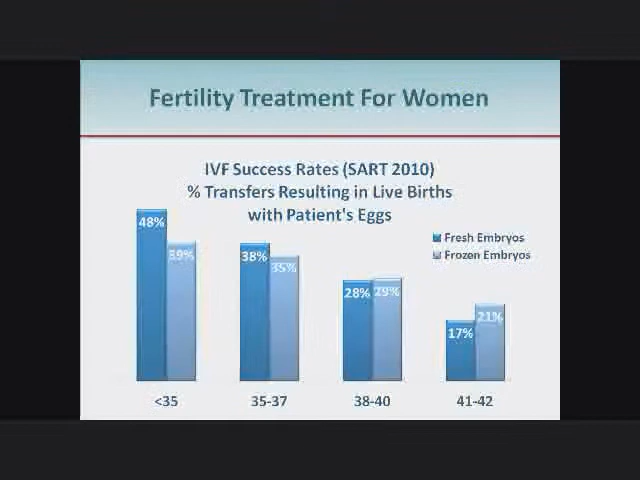 Fertility Treatment For Women
IVF Success Rates (SART 2010)
% Transfers Resulting in Live Births
with Patient's Eggs
Fresh Embryos
Frozen Embryos
48%
39%
38%
35%
28%
29%
17%
21%
<35
35-37
38-40
41-42